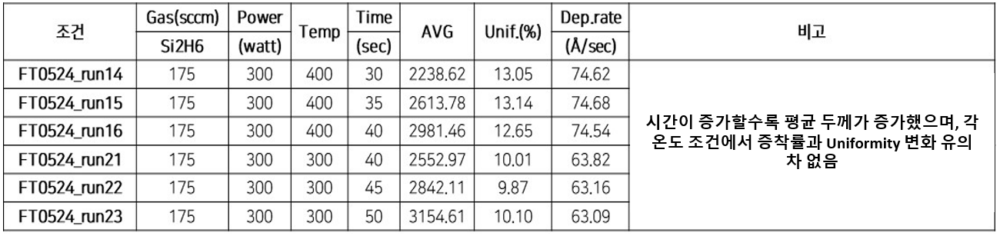 조건 Gas(sccm) Power Temp Time AVG Unif.(%) Dep.rate 비고
Si2H6 (watt) (sec) (Å/sec)
FT0524_run14 175 300 400 30 2238.62 13.05 74.62
FT0524_run15 175 300 400 35 2613.78 13.14 74.68
FT0524_run16 175 300 400 40 2981.46 12.65 74.54
FT0524_run21 175 300 300 40 2552.97 10.01 63.82
FT0524_run22 175 300 300 45 2842.11 9.87 63.16
FT0524_run23 175 300 300 50 3154.61 10.10 63.09
시간이 증가할수록 평균 두께가 증가했으며, 각
온도 조건에서 증착률과 Uniformity 변화 유의
차 없음